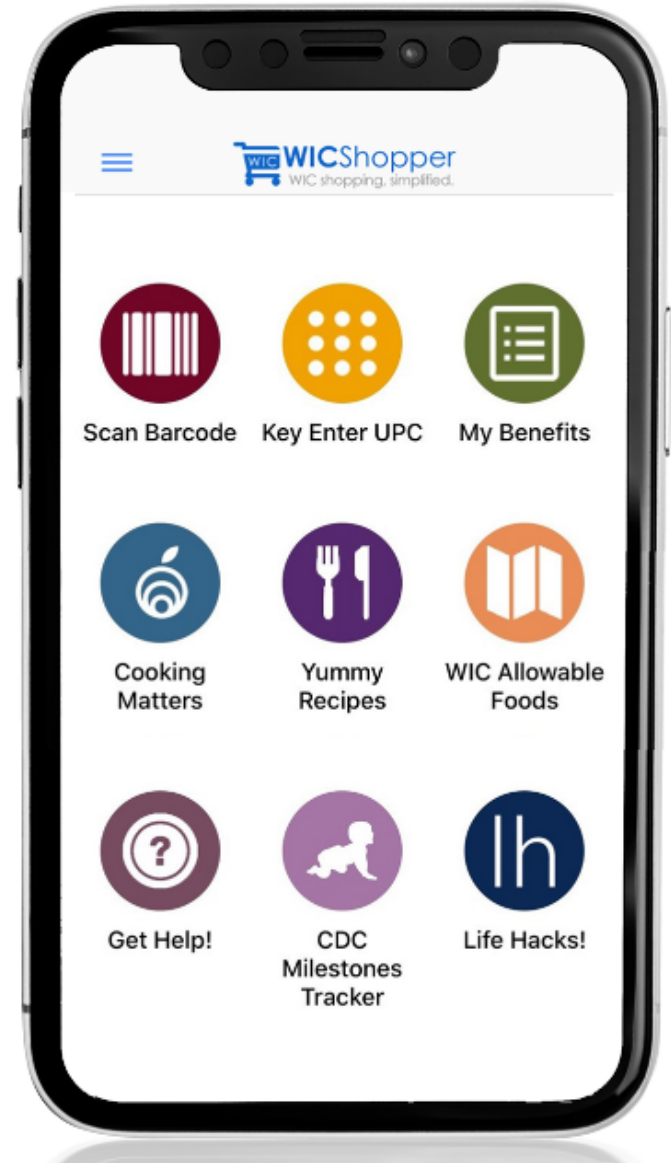 WIC WICShopper
WIC shopping, simplified.
Scan Barcode
Key Enter UPC
My Benefits
Cooking
Matters
Yummy
Recipes
WIC Allowable
Foods
?
Get Help!
CDC
Milestones
Tracker
lh
Life Hacks!